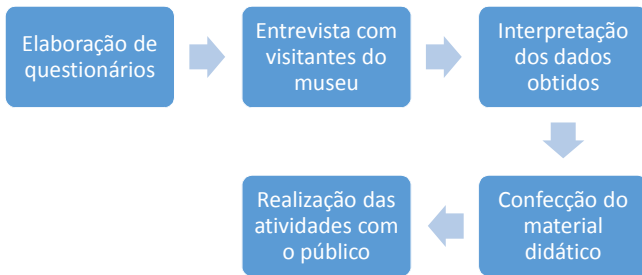 Elaboração de
questionários
Entrevista com
visitantes do
museu
Interpretação
dos dados
obtidos
Confecção do
material
didático
Realização das
atividades com
o público